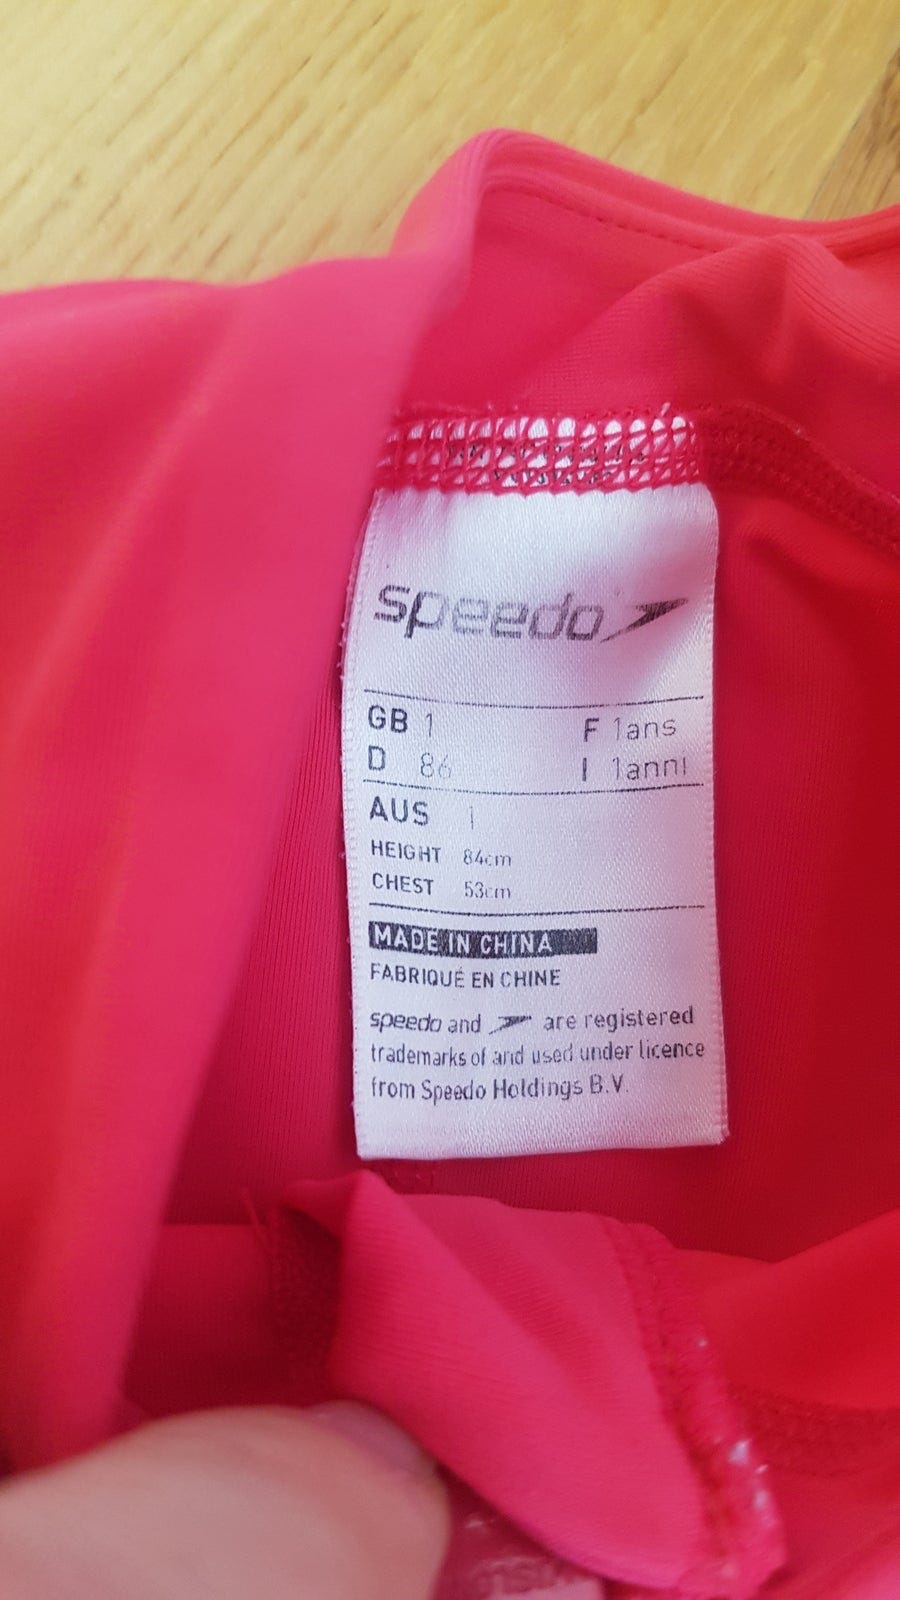 speedo
GB 1 F 1ans
D 86 I 1anni
AUS 1
HEIGHT 84cm
CHEST 53cm
MADE IN CHINA
FABRIQUÉ EN CHINE
speedo and are registered
trademarks of and used under licence
from Speedo Holdings B.V.